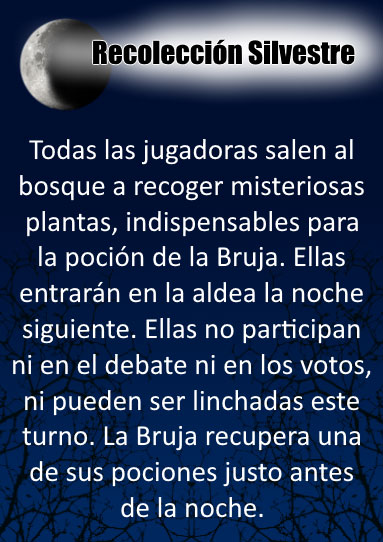 Recolección Silvestre
Todas las jugadoras salen al
bosque a recoger misteriosas
plantas, indispensables para
la poción de la Bruja. Ellas
entrarán en la aldea la noche
siguiente. Ellas no participan
ni en el debate ni en los votos,
ni pueden ser linchadas este
turno. La Bruja recupera una
de sus pociones justo antes
de la noche.